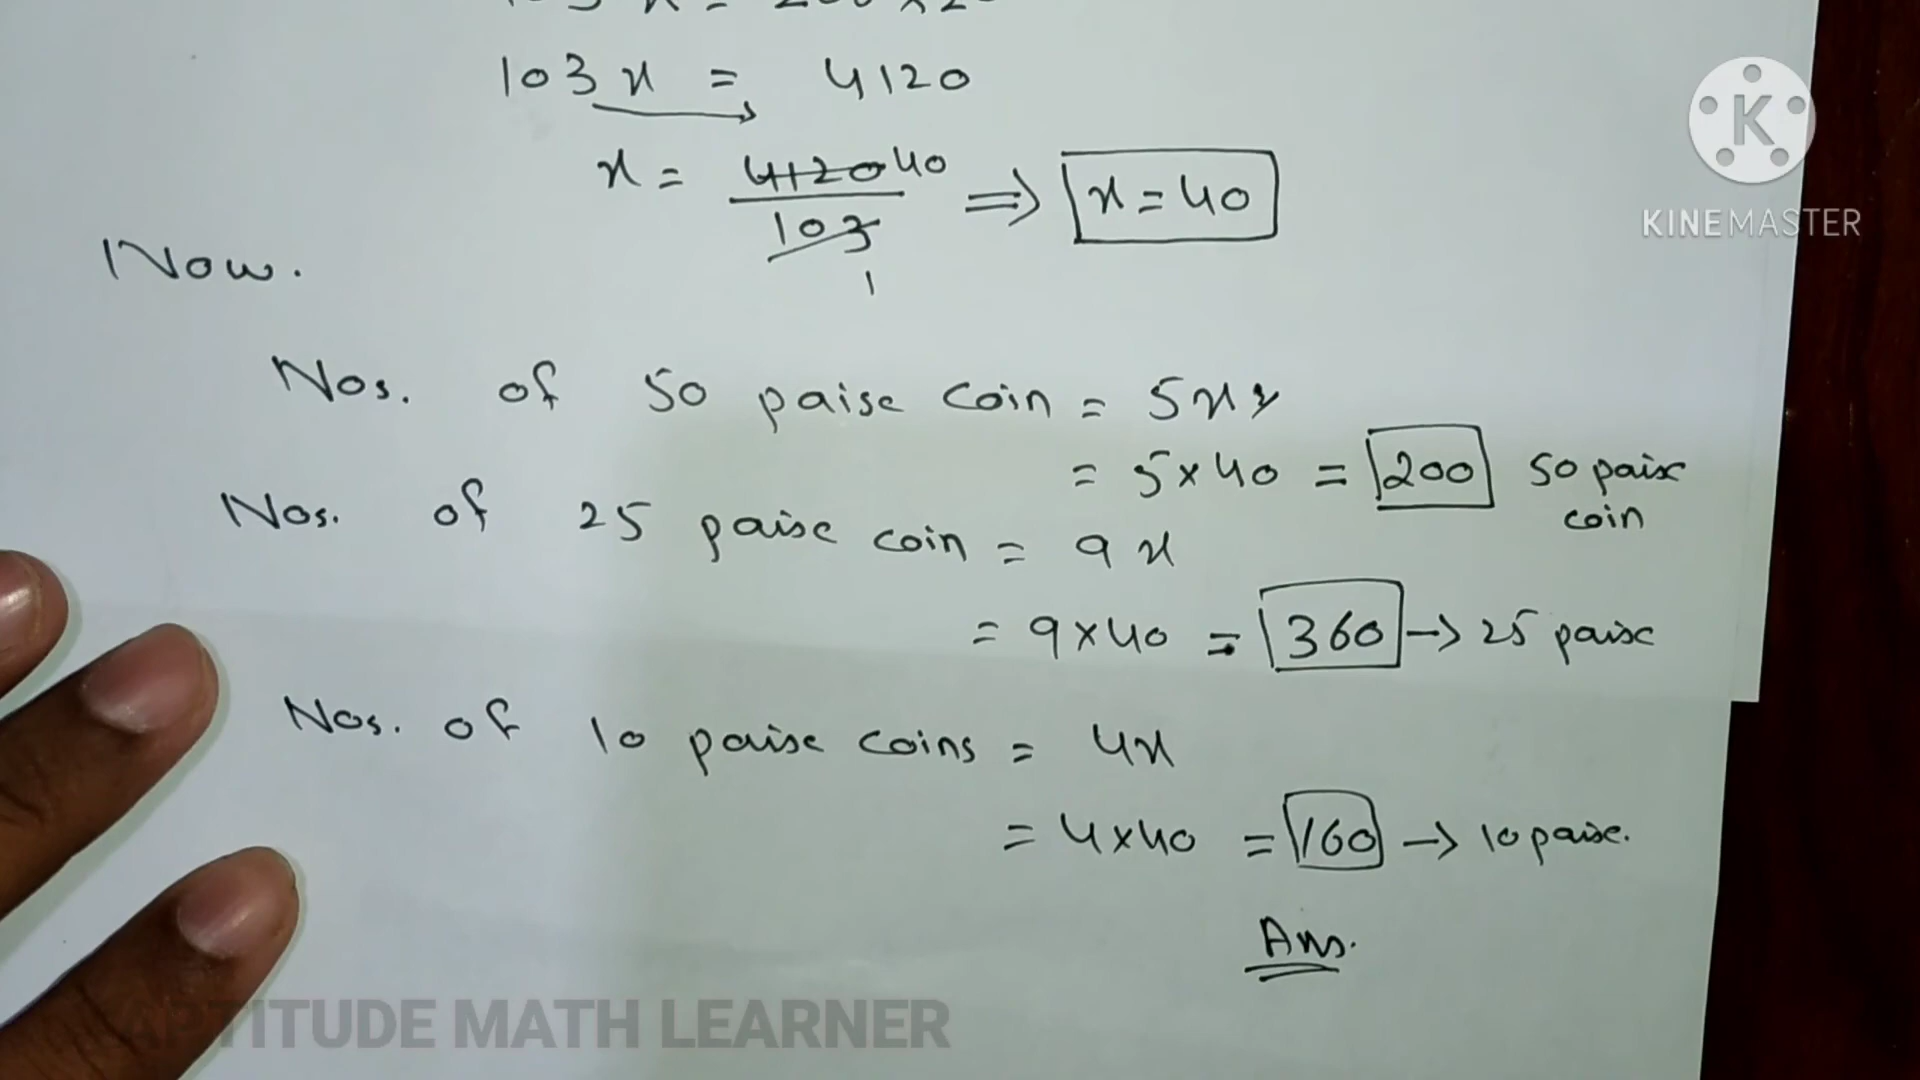 103x = 4120
x = 4120 40 / 103 1 ⇒ x = 40
K
KINEMASTER
Now.
Nos. of 50 paise coin = 5x
= 5×40 = 200 50 paise coin
Nos. of 25 paise coin = 9x
= 9×40 = 360 → 25 paise
Nos. of 10 paise coins = 4x
= 4×40 = 160 → 10 paise.
Ans.
APTITUDE MATH LEARNER